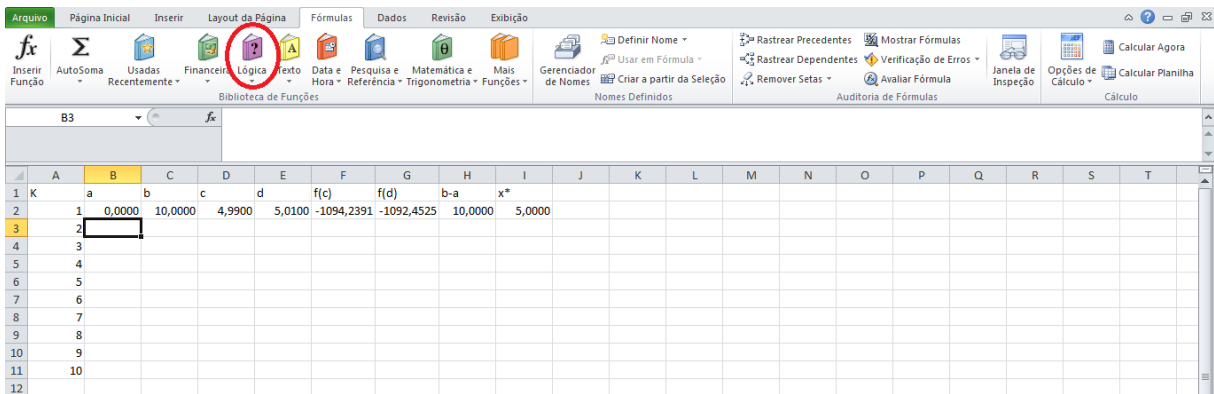 Arquivo Página Inicial Inserir Layout da Página Fórmulas Dados Revisão Exibição
fx Inserir Função
Σ AutoSoma
Usadas Recentemente
Financeira
? Lógica
A Texto
Data e Hora
Pesquisa e Referência
θ Matemática e Trigonometria
Mais Funções
Biblioteca de Funções
Gerenciador de Nomes
Definir Nome
Usar em Fórmula
Criar a partir da Seleção
Nomes Definidos
Rastrear Precedentes
Rastrear Dependentes
Remover Setas
Mostrar Fórmulas
Verificação de Erros
Avaliar Fórmula
Auditoria de Fórmulas
Janela de Inspeção
Opções de Cálculo
Calcular Agora
Calcular Planilha
Cálculo
B3 fx
A B C D E F G H I J K L M N O P Q R S T
1 K a b c d f(c) f(d) b-a x*
2 1 0,0000 10,0000 4,9900 5,0100 -1094,2391 -1092,4525 10,0000 5,0000
3 2
4 3
5 4
6 5
7 6
8 7
9 8
10 9
11 10
12